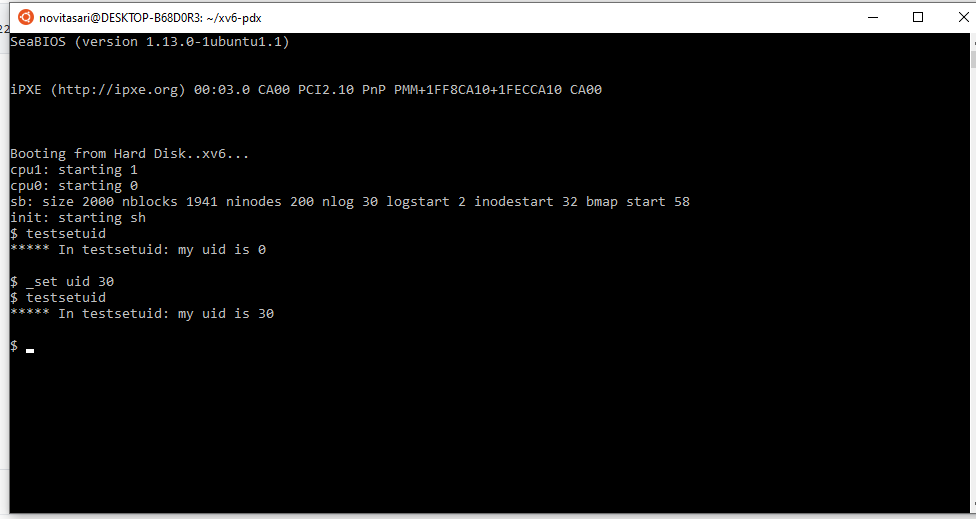 22
novitasari@DESKTOP-B68D0R3: ~/xv6-pdx
SeaBIOS (version 1.13.0-1ubuntu1.1)
iPXE (http://ipxe.org) 00:03.0 CA00 PCI2.10 PnP PMM+1FF8CA10+1FECCA10 CA00
Booting from Hard Disk..xv6...
cpu1: starting 1
cpu0: starting 0
sb: size 2000 nblocks 1941 ninodes 200 nlog 30 logstart 2 inodestart 32 bmap start 58
init: starting sh
$ testsetuid
***** In testsetuid: my uid is 0
$ _set uid 30
$ testsetuid
***** In testsetuid: my uid is 30
$